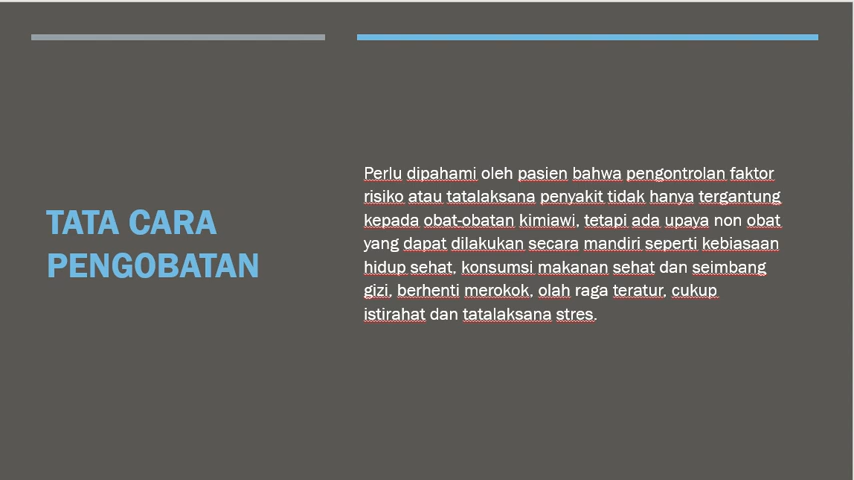 TATA CARA
PENGOBATAN
Perlu dipahami oleh pasien bahwa pengontrolan faktor
risiko atau tatalaksana penyakit tidak hanya tergantung
kepada obat-obatan kimiawi, tetapi ada upaya non obat
yang dapat dilakukan secara mandiri seperti kebiasaan
hidup sehat, konsumsi makanan sehat dan seimbang
gizi, berhenti merokok, olah raga teratur, cukup
istirahat dan tatalaksana stres.